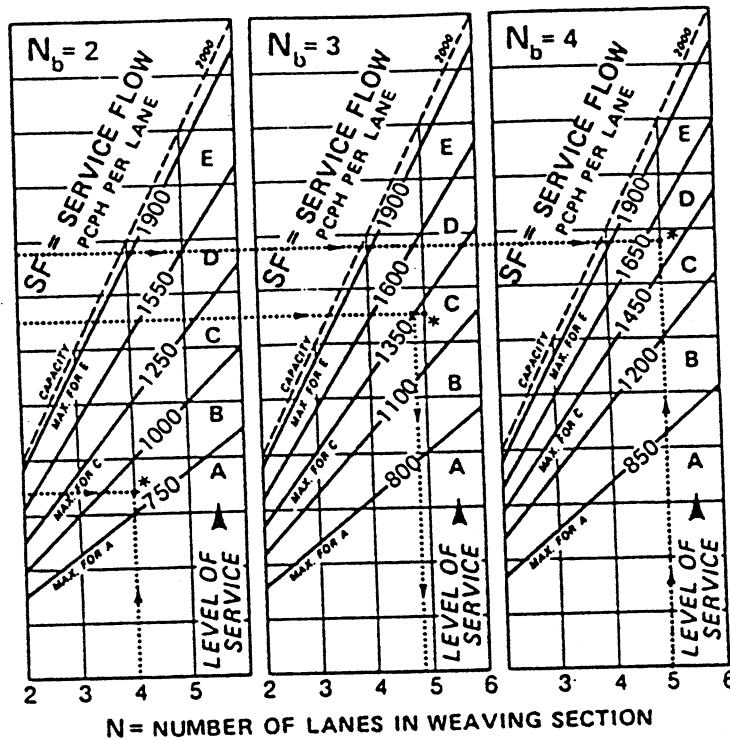 N_b = 2
SF = SERVICE FLOW
PCPH PER LANE
2000
E
1900
D
1550
C
1250
CAPACITY
MAX. FOR E
1000
B
MAX. FOR C
*
750
A
MAX. FOR A
LEVEL OF
SERVICE
2 3 4 5
N_b = 3
SF = SERVICE FLOW
PCPH PER LANE
2000
E
1900
D
1600
C
1350
*
CAPACITY
MAX. FOR E
1100
B
MAX. FOR C
800
A
MAX. FOR A
LEVEL OF
SERVICE
2 3 4 5 6
N_b = 4
SF = SERVICE FLOW
PCPH PER LANE
2000
E
1900
D
*
1650
C
1450
CAPACITY
MAX. FOR E
1200
B
MAX. FOR C
850
A
MAX. FOR A
LEVEL OF
SERVICE
3 4 5 6
N = NUMBER OF LANES IN WEAVING SECTION